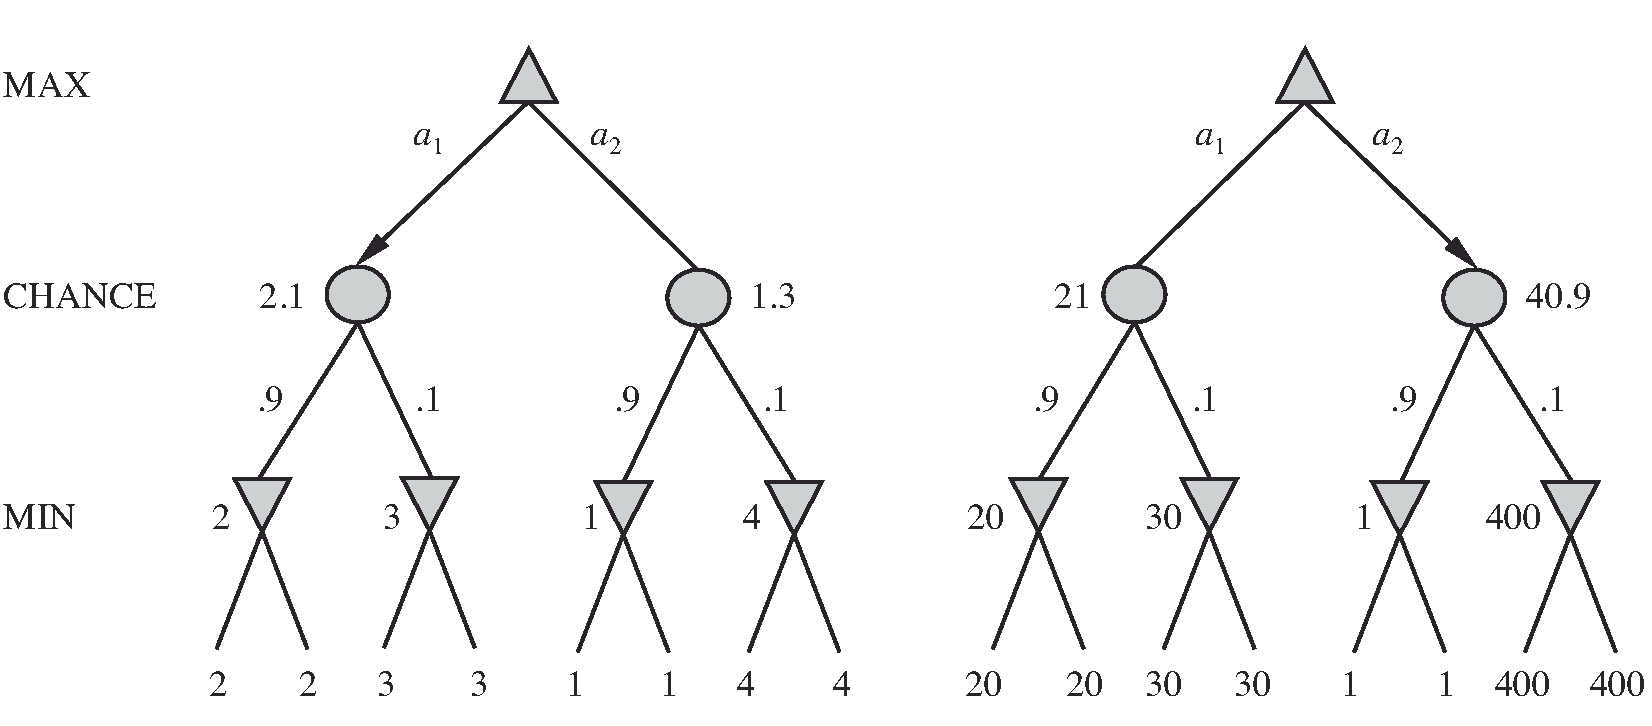 MAX
a1 a2 a1 a2
CHANCE 2.1 1.3 21 40.9
.9 .1 .9 .1 .9 .1 .9 .1
MIN 2 3 1 4 20 30 1 400
2 2 3 3 1 1 4 4 20 20 30 30 1 1 400 400